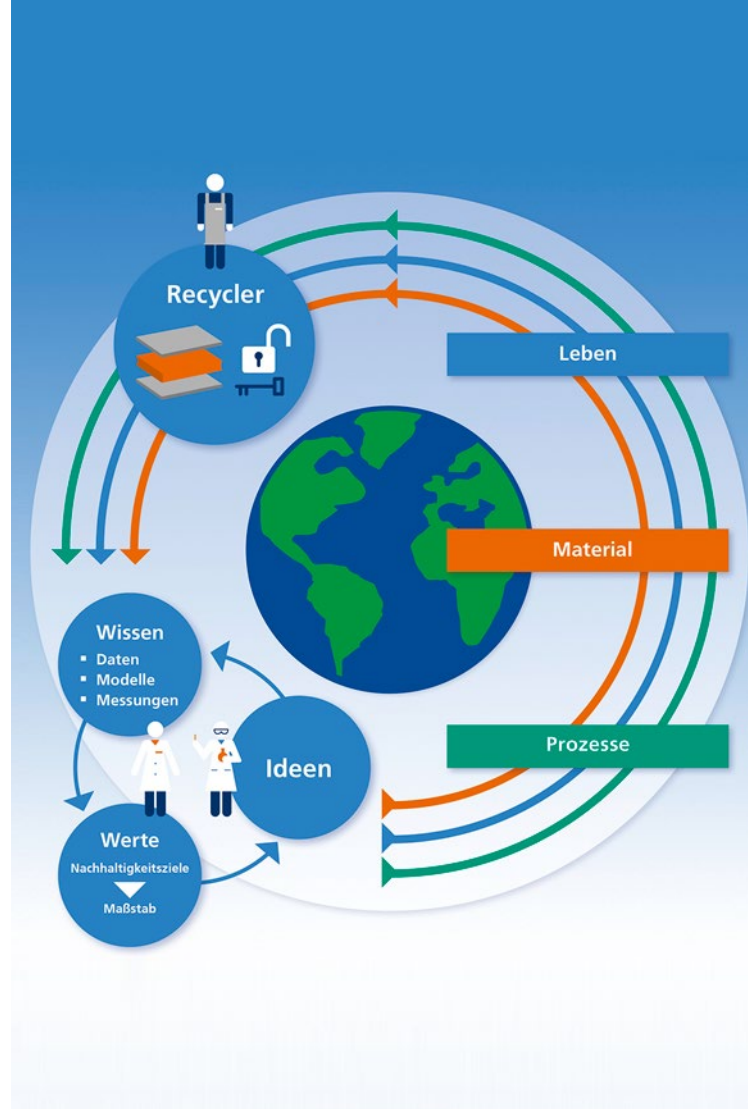 Recycler
Leben
Material
Wissen
▪ Daten
▪ Modelle
▪ Messungen
Prozesse
Ideen
Werte
Nachhaltigkeitsziele
Maßstab